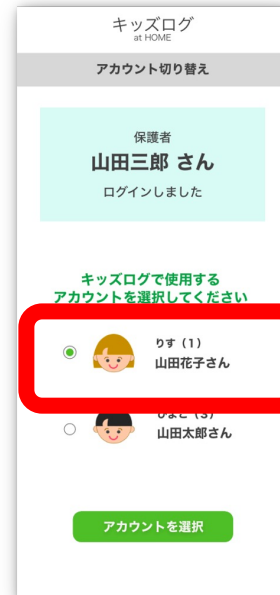 キッズログ
at HOME
アカウント切り替え
保護者
山田三郎 さん
ログインしました
キッズログで使用する
アカウントを選択してください
りす（1）
山田花子さん
ひよこ（3）
山田太郎さん
アカウントを選択